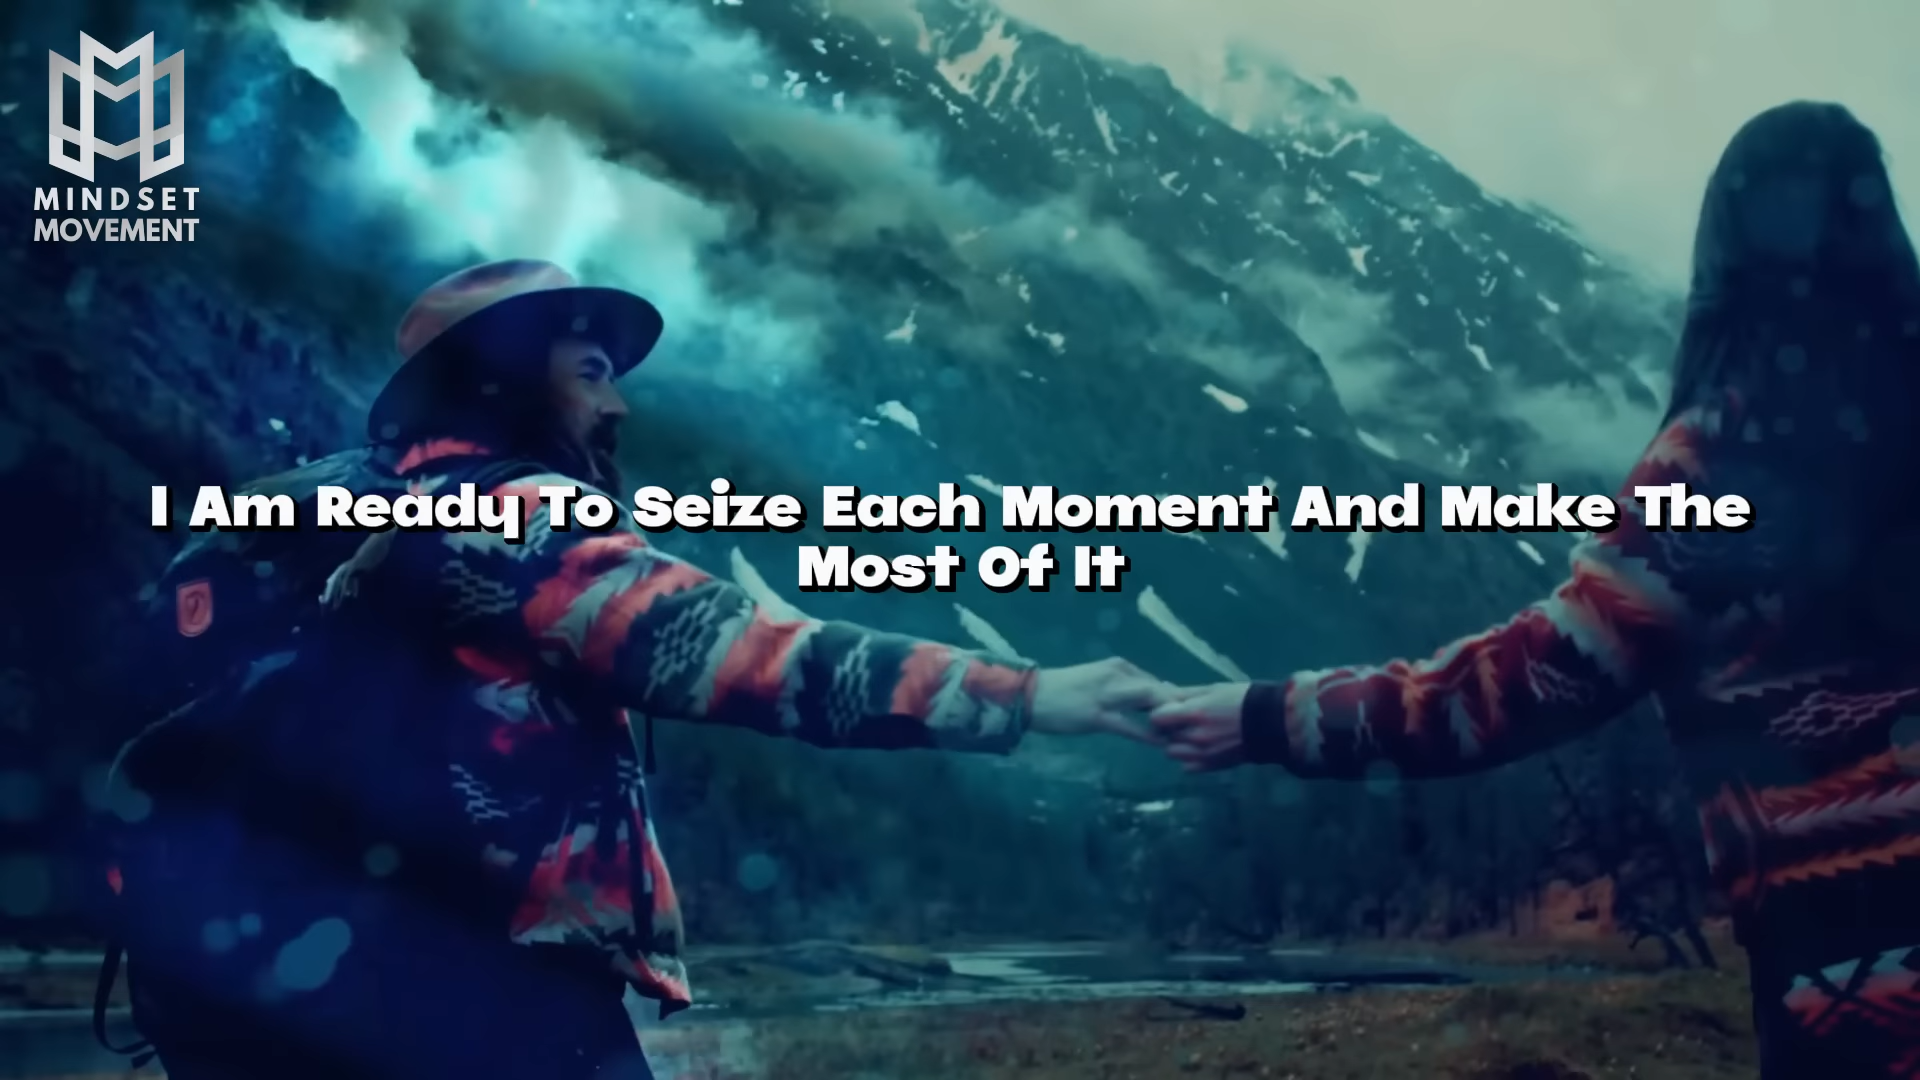 MINDSET
MOVEMENT
I Am Ready To Seize Each Moment And Make The
Most Of It